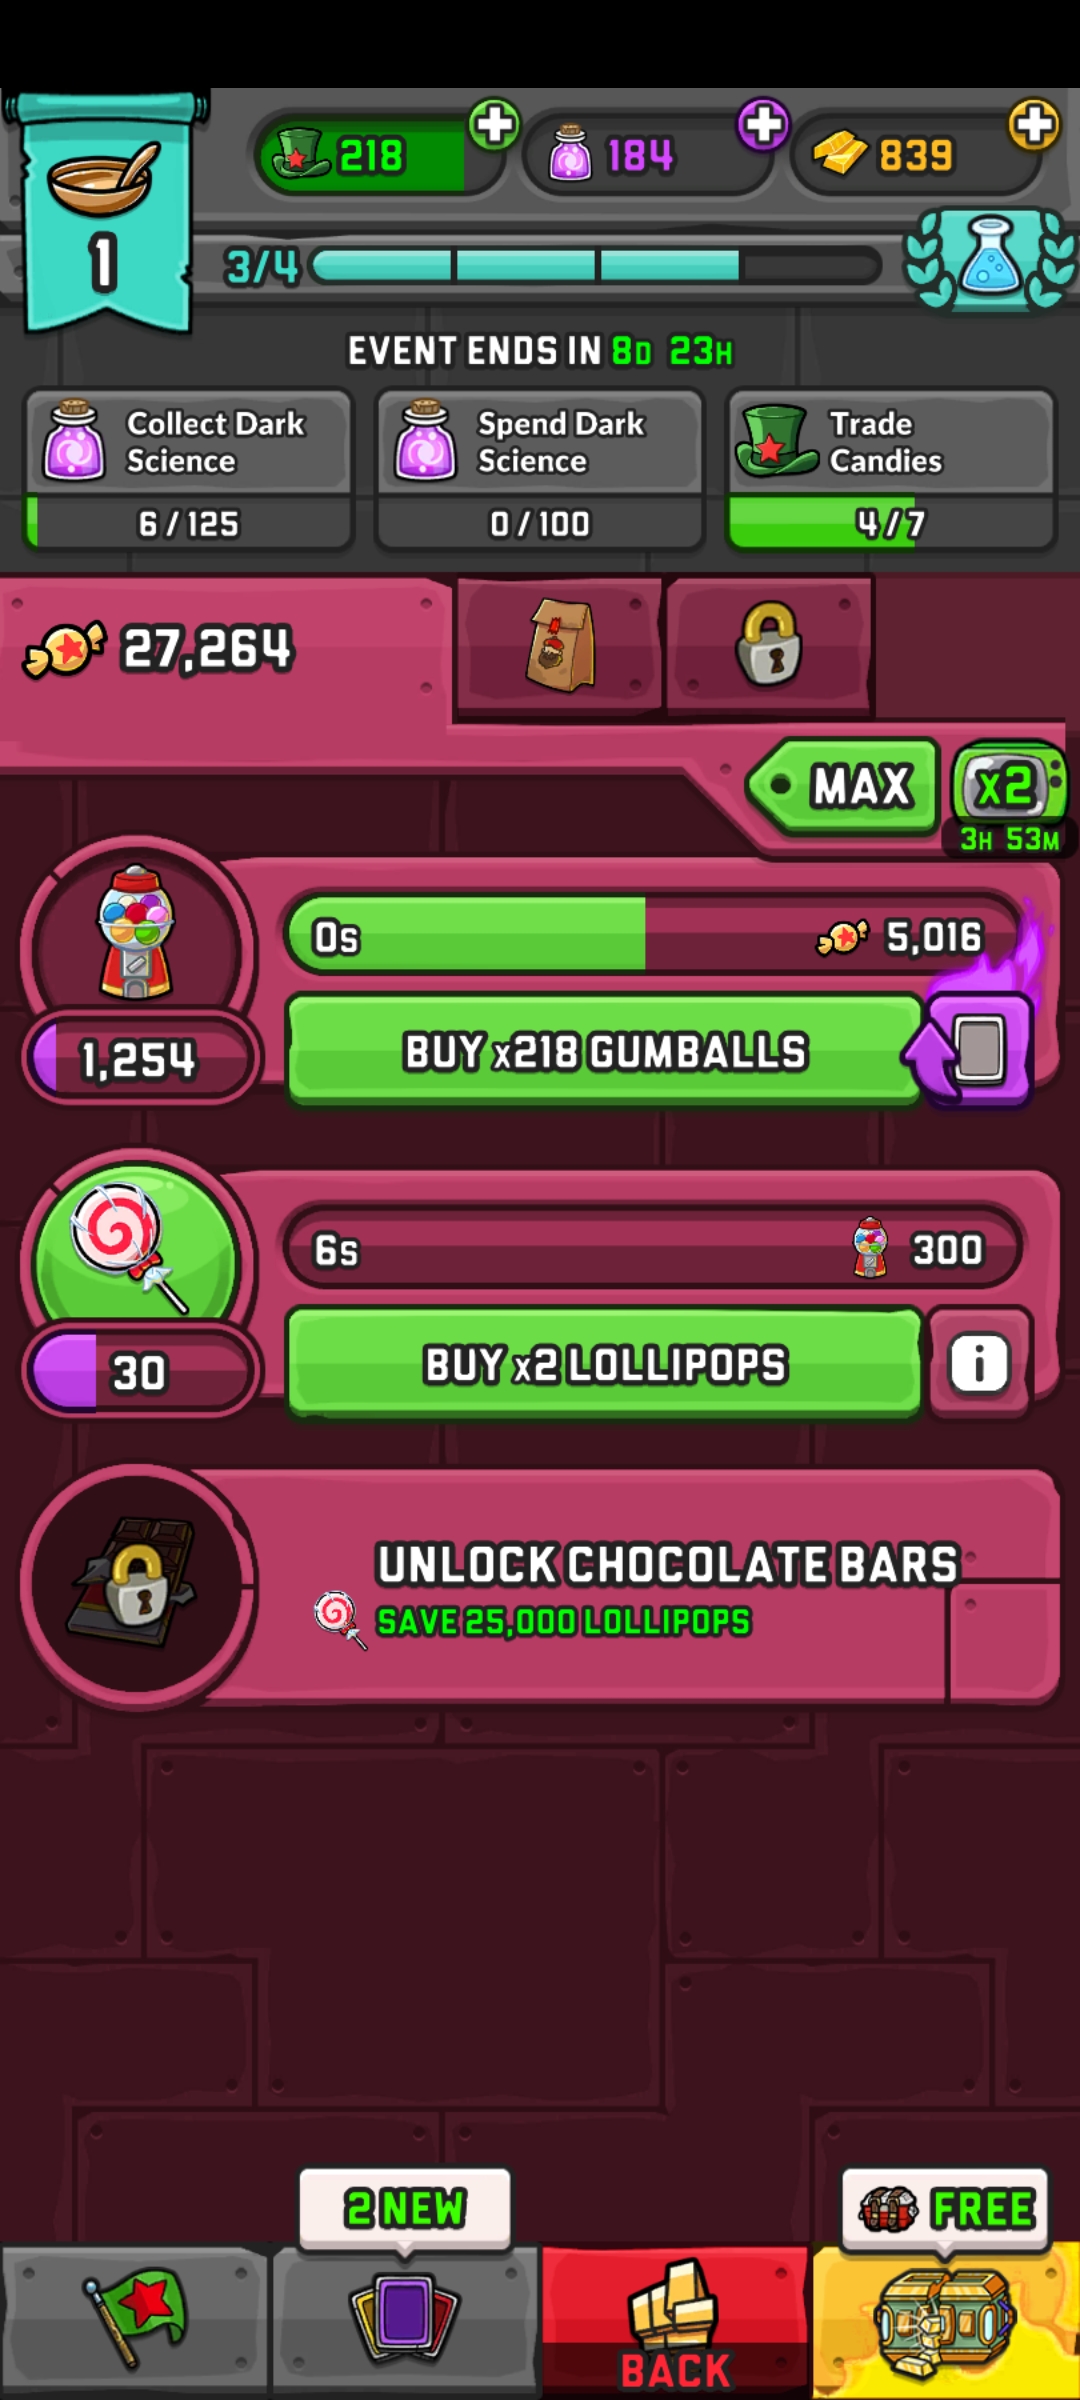 218
184
839
1
3/4
EVENT ENDS IN 8D 23H
Collect Dark
Science
6 / 125
Spend Dark
Science
0 / 100
Trade
Candies
4 / 7
27,264
MAX
x2
3H 53M
0s
5,016
1,254
BUY x218 GUMBALLS
6s
300
30
BUY x2 LOLLIPOPS
i
UNLOCK CHOCOLATE BARS
SAVE 25,000 LOLLIPOPS
2 NEW
FREE
BACK